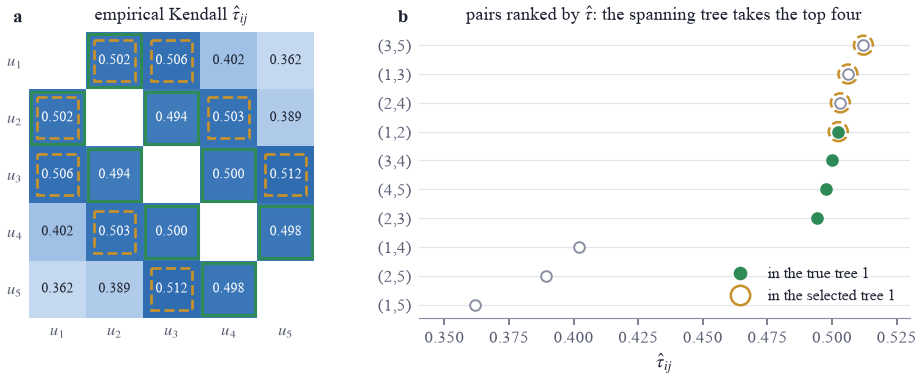 a empirical Kendall τ̂ij
u1 0.502 0.506 0.402 0.362
u2 0.502 0.494 0.503 0.389
u3 0.506 0.494 0.500 0.512
u4 0.402 0.503 0.500 0.498
u5 0.362 0.389 0.512 0.498
u1 u2 u3 u4 u5
b pairs ranked by τ̂: the spanning tree takes the top four
(3,5)
(1,3)
(2,4)
(1,2)
(3,4)
(4,5)
(2,3)
(1,4)
(2,5)
(1,5)
in the true tree 1
in the selected tree 1
0.350 0.375 0.400 0.425 0.450 0.475 0.500 0.525
τ̂ij